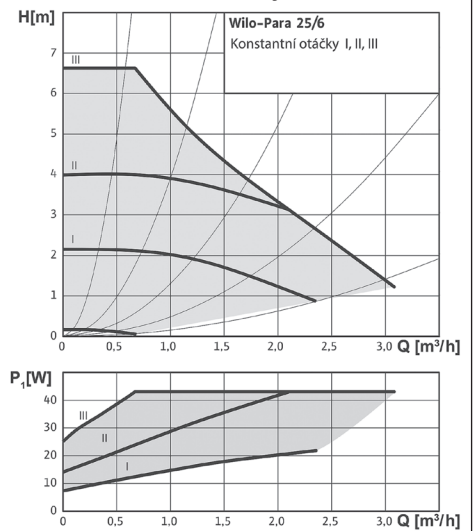 H[m]
Wilo-Para 25/6
Konstantní otáčky I, II, III
7
6
5
4
3
2
1
0
III
II
I
0 0,5 1,0 1,5 2,0 2,5 3,0 Q [m³/h]
P₁[W]
40
30
20
10
0
III
II
I
0 0,5 1,0 1,5 2,0 2,5 3,0 Q [m³/h]